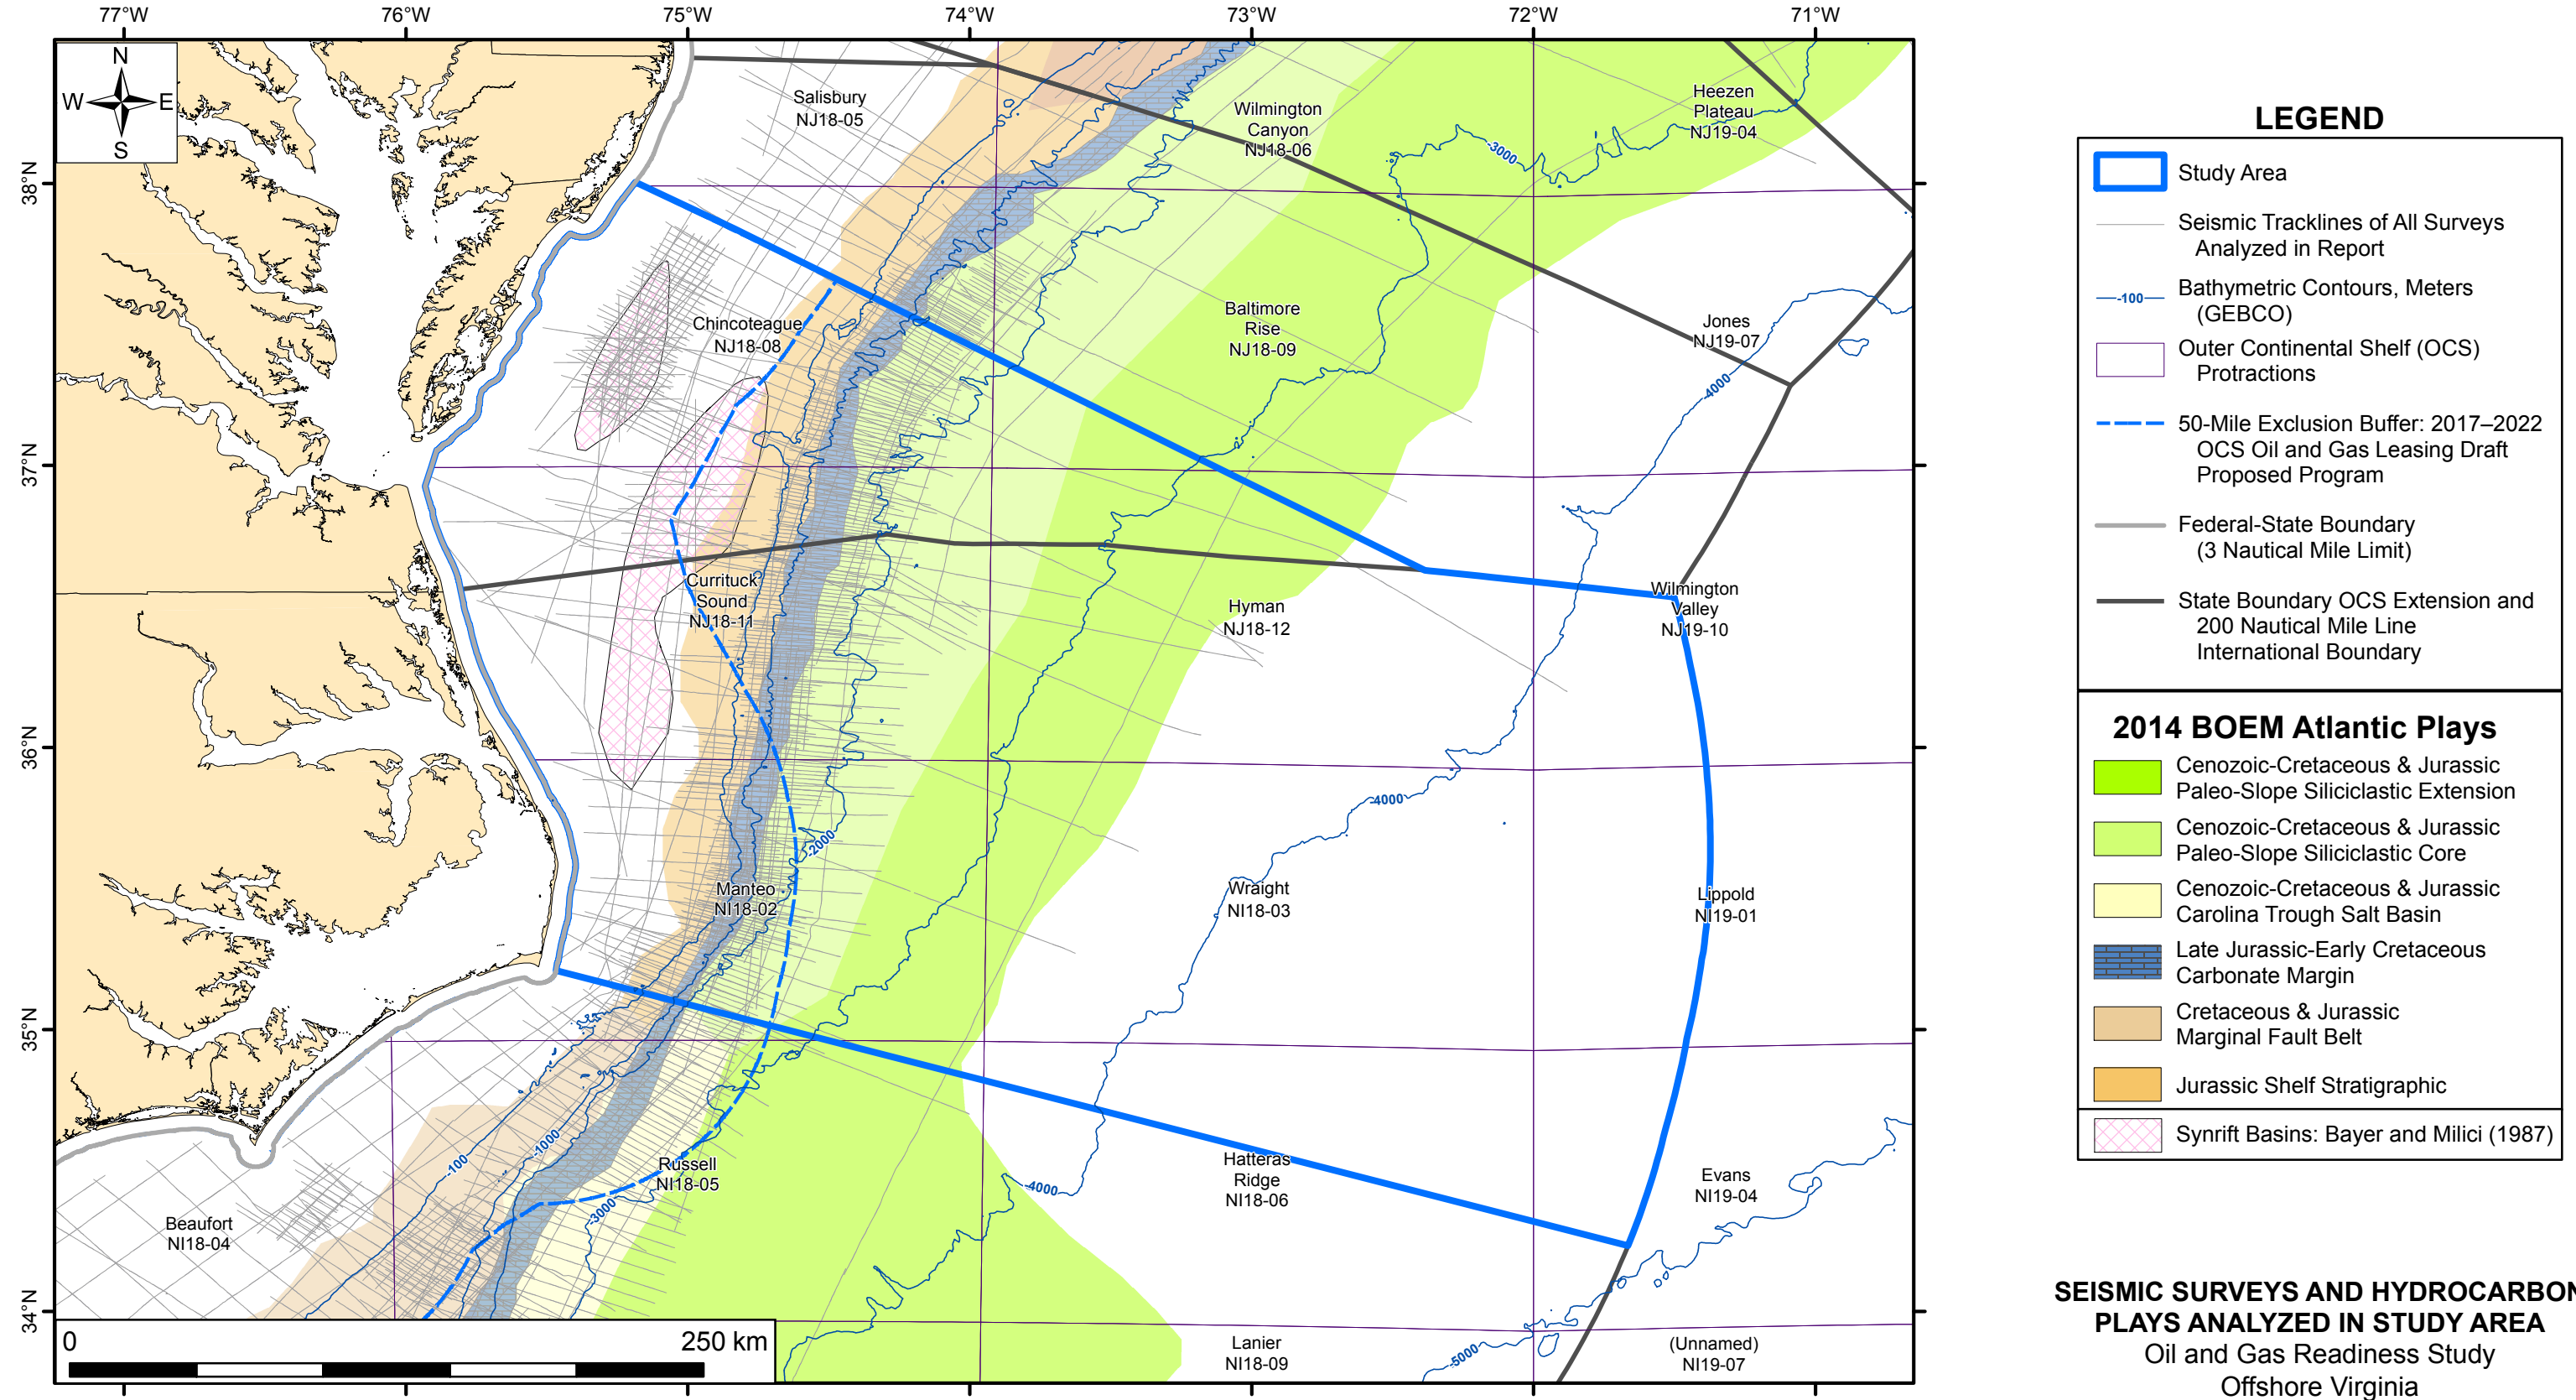 77°W
76°W
75°W
74°W
73°W
72°W
71°W
38°N
37°N
36°N
35°N
34°N
N
W
E
S
Salisbury
NJ18-05
Wilmington
Canyon
NJ18-06
Heezen
Plateau
NJ19-04
-3000
Chincoteague
NJ18-08
Baltimore
Rise
NJ18-09
Jones
NJ19-07
-4000
Currituck
Sound
NJ18-11
Hyman
NJ18-12
Wilmington
Valley
NJ19-10
-4000
-2000
Manteo
NI18-02
Wraight
NI18-03
Lippold
NI19-01
-1000
-100
Russell
NI18-05
-3000
-4000
Hatteras
Ridge
NI18-06
Evans
NI19-04
Beaufort
NI18-04
Lanier
NI18-09
-5000
(Unnamed)
NI19-07
0
250 km
LEGEND
Study Area
Seismic Tracklines of All Surveys
Analyzed in Report
-100
Bathymetric Contours, Meters
(GEBCO)
Outer Continental Shelf (OCS)
Protractions
50-Mile Exclusion Buffer: 2017–2022
OCS Oil and Gas Leasing Draft
Proposed Program
Federal-State Boundary
(3 Nautical Mile Limit)
State Boundary OCS Extension and
200 Nautical Mile Line
International Boundary
2014 BOEM Atlantic Plays
Cenozoic-Cretaceous & Jurassic
Paleo-Slope Siliciclastic Extension
Cenozoic-Cretaceous & Jurassic
Paleo-Slope Siliciclastic Core
Cenozoic-Cretaceous & Jurassic
Carolina Trough Salt Basin
Late Jurassic-Early Cretaceous
Carbonate Margin
Cretaceous & Jurassic
Marginal Fault Belt
Jurassic Shelf Stratigraphic
Synrift Basins: Bayer and Milici (1987)
SEISMIC SURVEYS AND HYDROCARBON
PLAYS ANALYZED IN STUDY AREA
Oil and Gas Readiness Study
Offshore Virginia